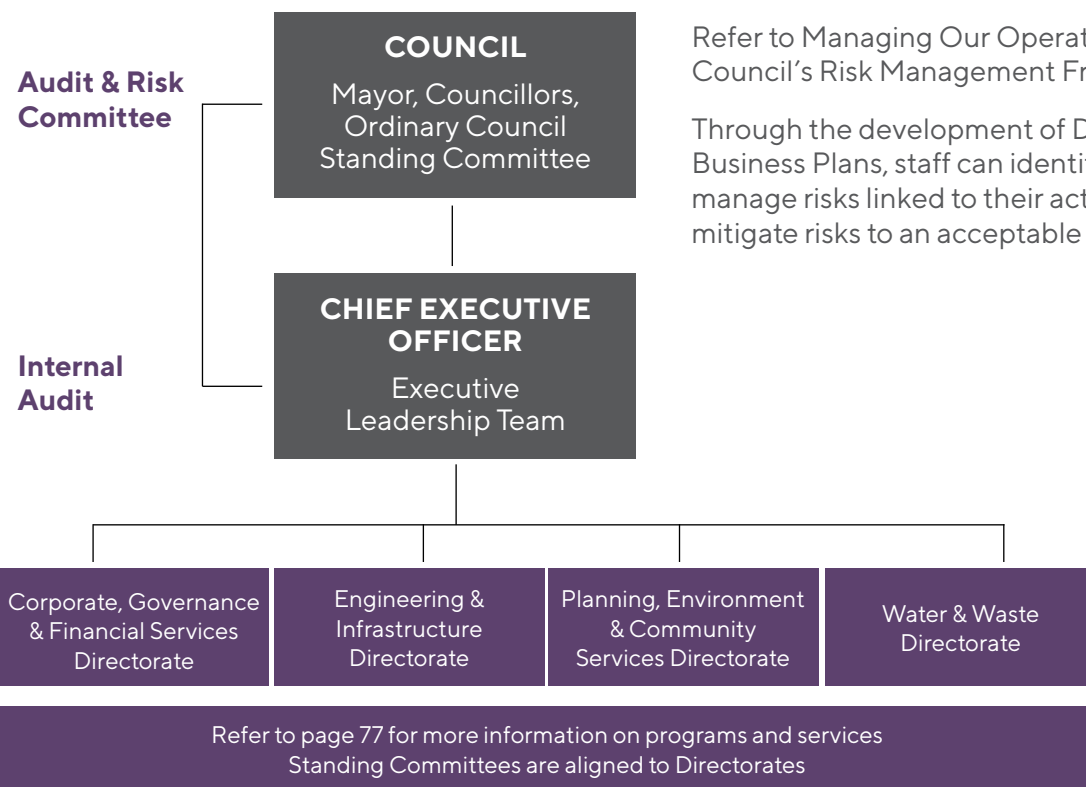 Audit & Risk
Committee
COUNCIL
Mayor, Councillors,
Ordinary Council
Standing Committee
Refer to Managing Our
Council's Risk Management
Through the development of
Business Plans, staff can
manage risks linked to their
mitigate risks to an acceptable
Internal
Audit
CHIEF EXECUTIVE
OFFICER
Executive
Leadership Team
Corporate, Governance
& Financial Services
Directorate
Engineering &
Infrastructure
Directorate
Planning, Environment
& Community
Services Directorate
Water & Waste
Directorate
Refer to page 77 for more information on programs and services
Standing Committees are aligned to Directorates